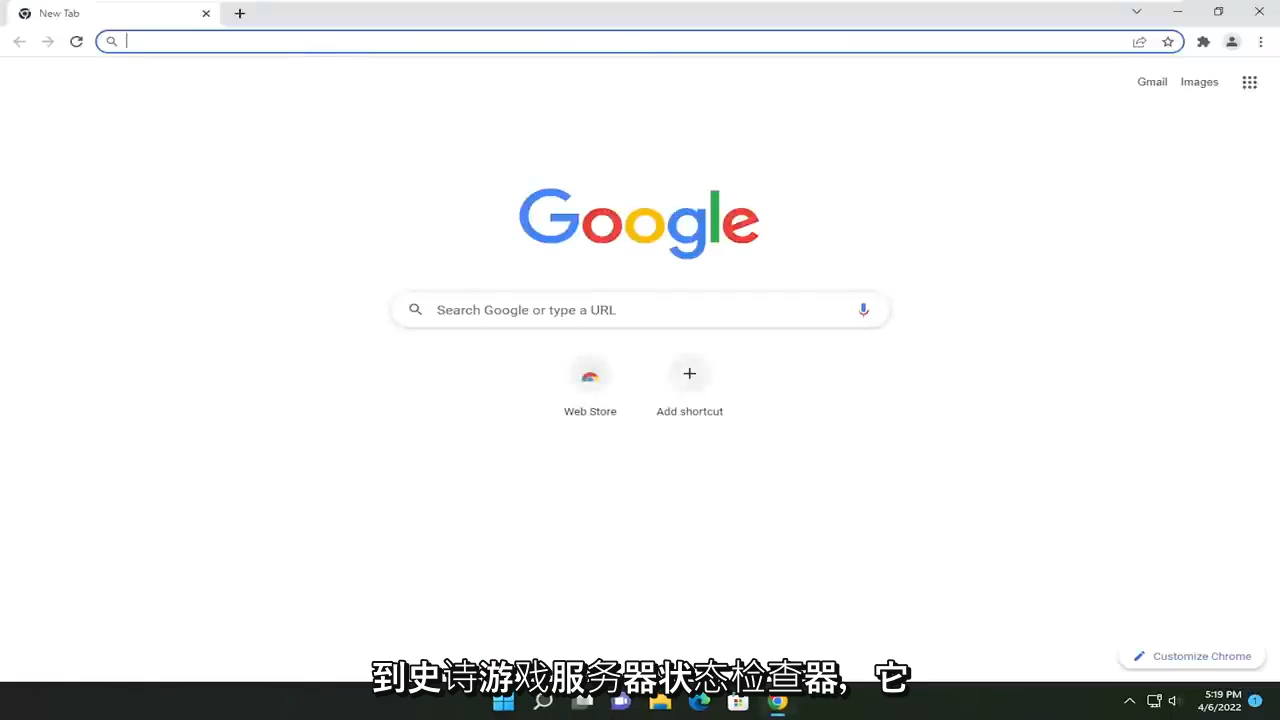 New Tab
Gmail Images
Google
Search Google or type a URL
Web Store Add shortcut
Customize Chrome
到史诗游戏服务器状态检查器,它
5:19 PM
4/6/2022
1